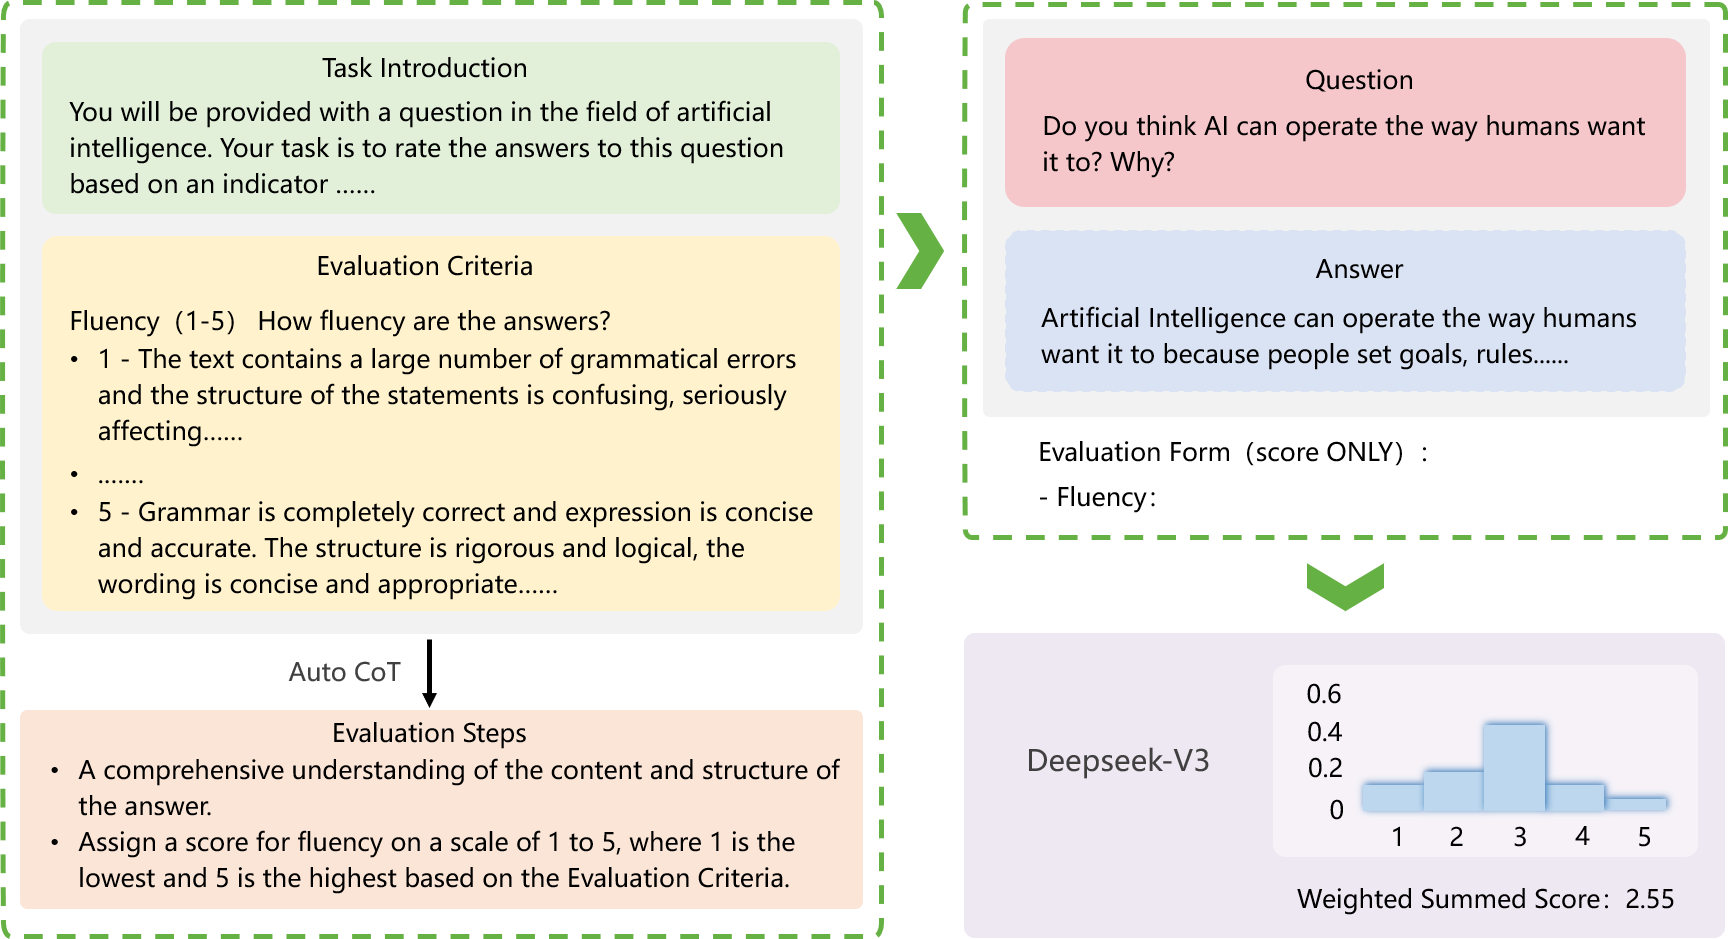 Task Introduction
You will be provided with a question in the field of artificial
intelligence. Your task is to rate the answers to this question
based on an indicator ......
Evaluation Criteria
Fluency（1-5） How fluency are the answers?
• 1 - The text contains a large number of grammatical errors
and the structure of the statements is confusing, seriously
affecting......
• .......
• 5 - Grammar is completely correct and expression is concise
and accurate. The structure is rigorous and logical, the
wording is concise and appropriate......
Auto CoT
Evaluation Steps
• A comprehensive understanding of the content and structure of
the answer.
• Assign a score for fluency on a scale of 1 to 5, where 1 is the
lowest and 5 is the highest based on the Evaluation Criteria.
Question
Do you think AI can operate the way humans want
it to? Why?
Answer
Artificial Intelligence can operate the way humans
want it to because people set goals, rules......
Evaluation Form（score ONLY）:
- Fluency:
Deepseek-V3
0.6
0.4
0.2
0
1 2 3 4 5
Weighted Summed Score: 2.55